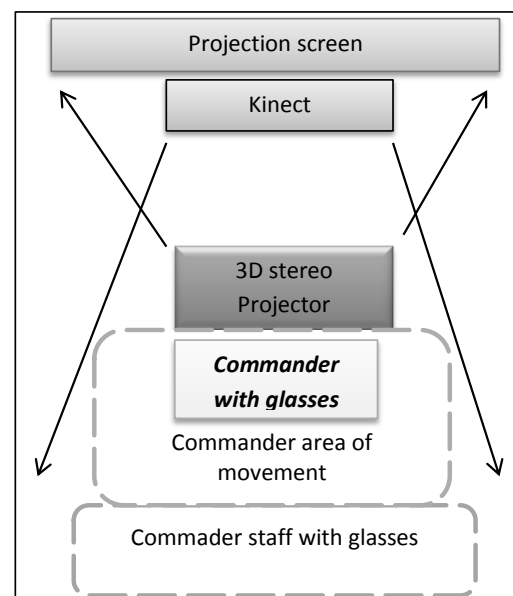 Projection screen
Kinect
3D stereo
Projector
Commander
with glasses
Commander area of
movement
Commader staff with glasses